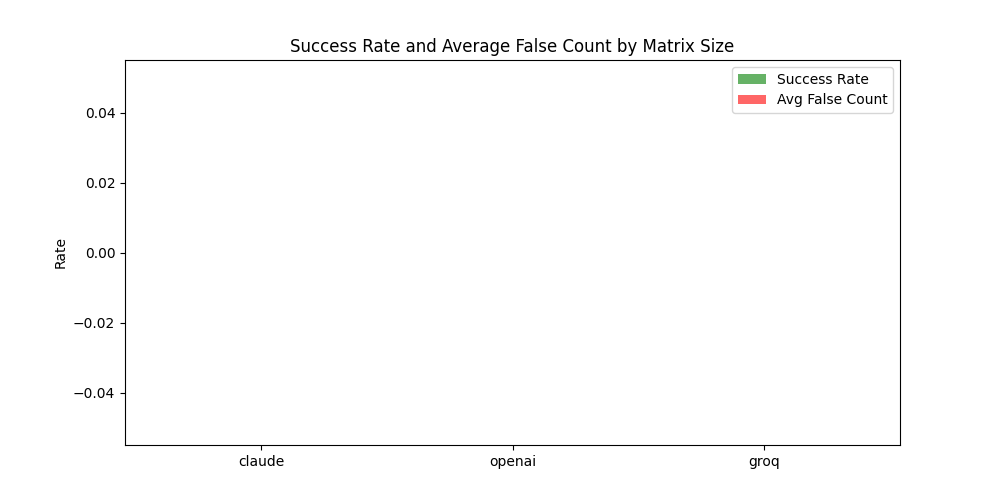 Success Rate and Average False Count by Matrix Size
Success Rate
Avg False Count
0.04
0.02
0.00
−0.02
−0.04
Rate
claude
openai
groq